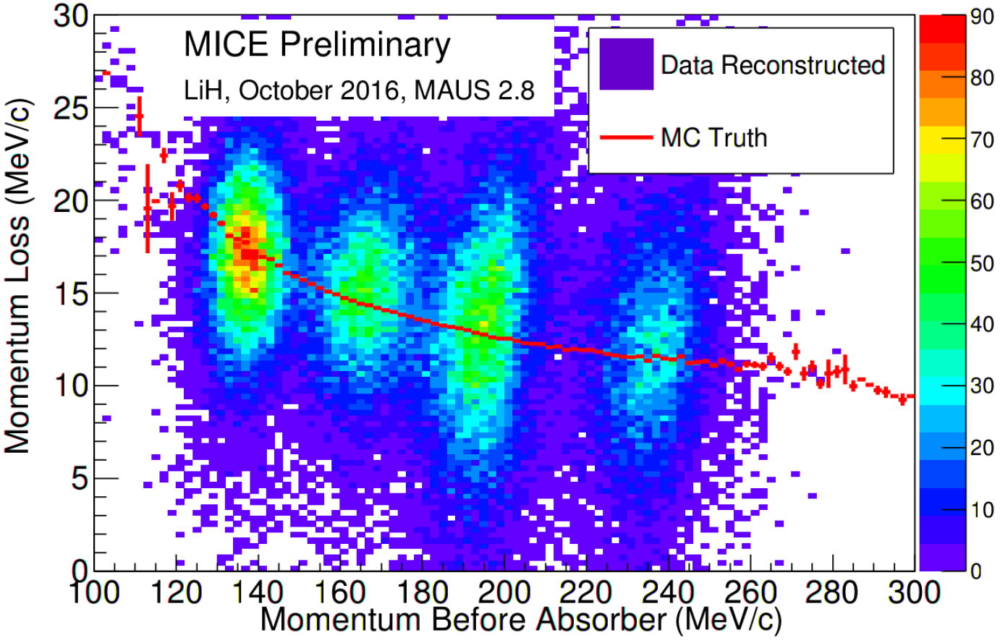 MICE Preliminary
LiH, October 2016, MAUS 2.8
Data Reconstructed
MC Truth
Momentum Loss (MeV/c)
30
25
20
15
10
5
0
100 120 140 160 180 200 220 240 260 280 300
Momentum Before Absorber (MeV/c)
90
80
70
60
50
40
30
20
10
0